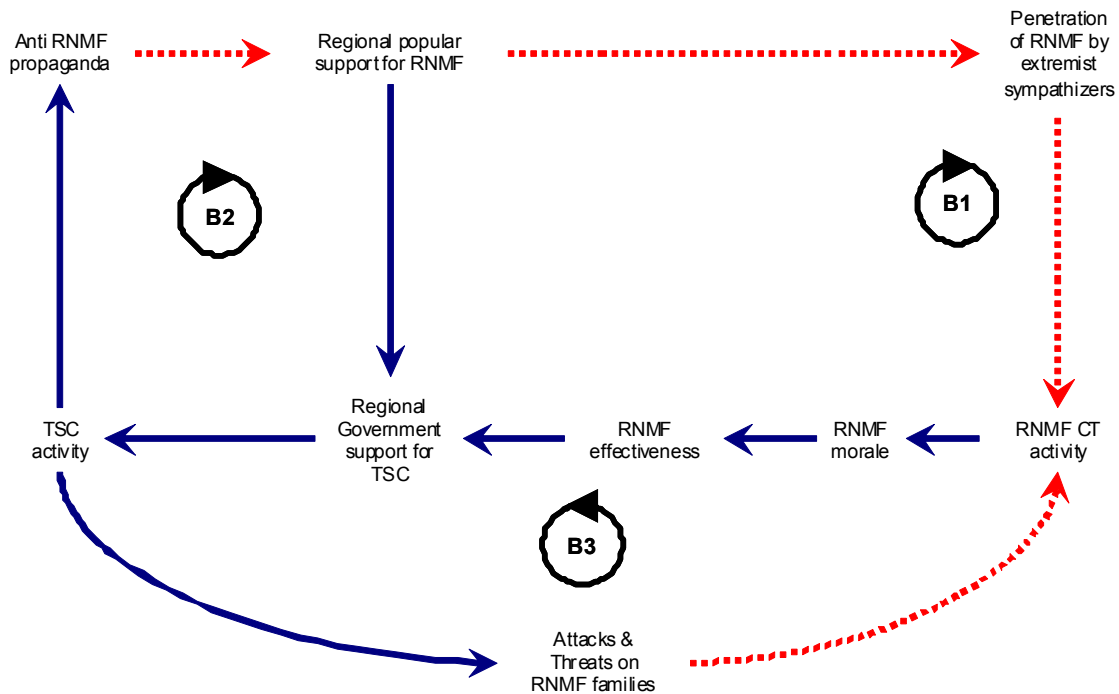 Anti RNMF
propaganda
Regional popular
support for RNMF
Penetration
of RNMF by
extremist
sympathizers
B2
B1
TSC
activity
Regional
Government
support for
TSC
RNMF
effectiveness
RNMF
morale
RNMF CT
activity
B3
Attacks &
Threats on
RNMF families